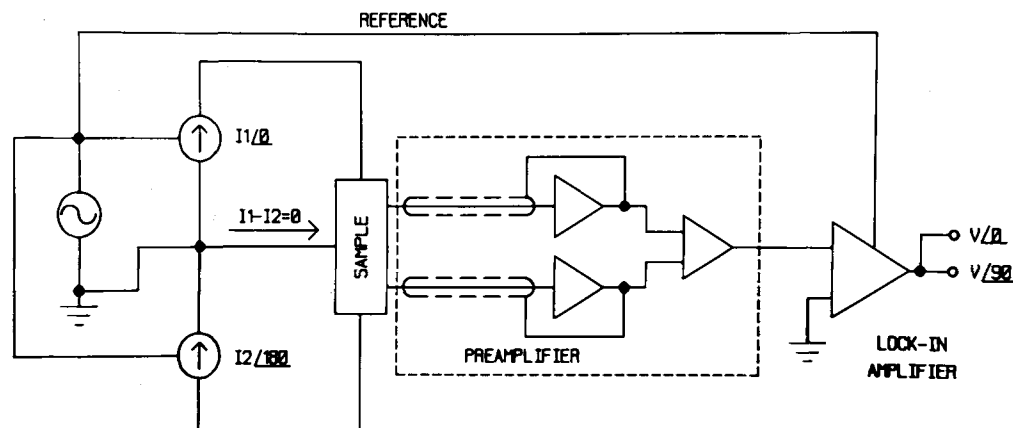 REFERENCE
I1/0
I1-I2=0
SAMPLE
I2/180
PREAMPLIFIER
V/0
V/90
LOCK-IN
AMPLIFIER